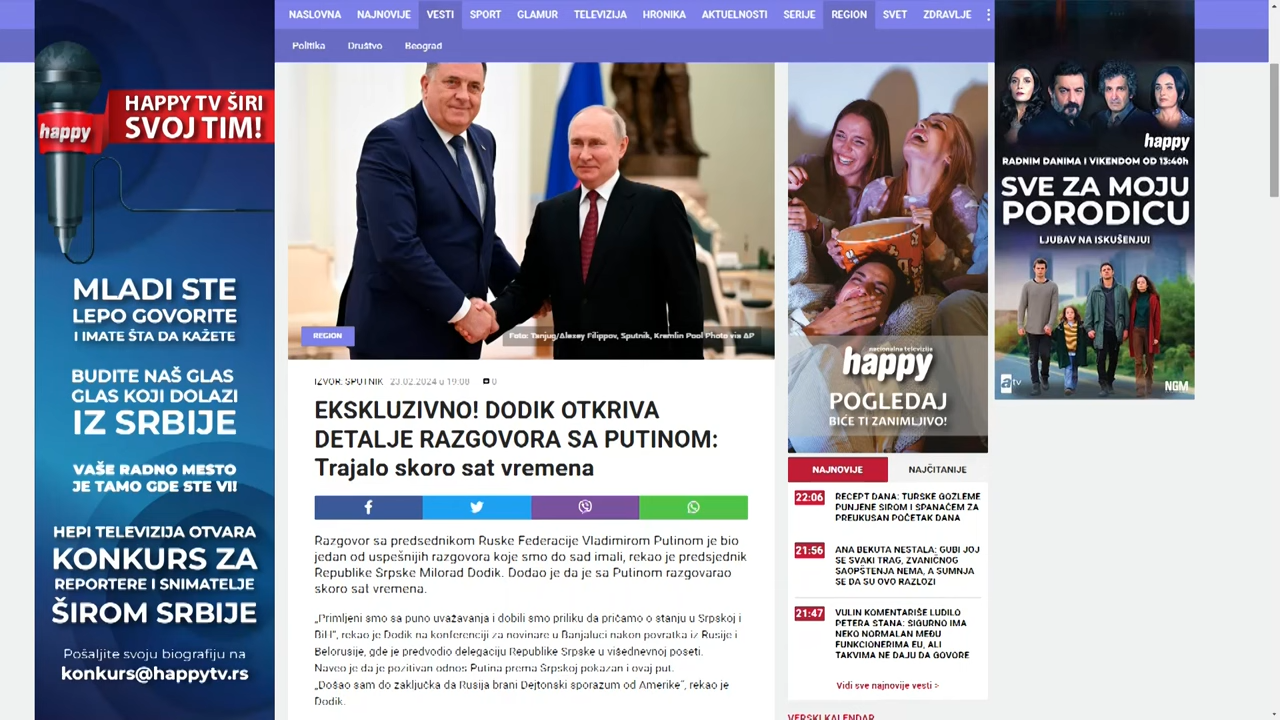 NASLOVNA NAJNOVIJE VESTI SPORT GLAMUR TELEVIZIJA HRONIKA AKTUELNOSTI SERIJE REGION SVET ZDRAVLJE
Politika Društvo Beograd
HAPPY TV ŠIRI
SVOJ TIM!
happy
MLADI STE
LEPO GOVORITE
I IMATE ŠTA DA KAŽETE
BUDITE NAŠ GLAS
GLAS KOJI DOLAZI
IZ SRBIJE
VAŠE RADNO MESTO
JE TAMO GDE STE VI!
HEPI TELEVIZIJA OTVARA
KONKURS ZA
REPORTERE I SNIMATELJE
ŠIROM SRBIJE
Pošaljite svoju biografiju na
konkurs@happytv.rs
REGION
Foto: Tanjug/Alexey Filippov, Sputnik, Kremlin Pool Photo via AP
IZVOR: SPUTNIK 23.02.2024 u 19:08 0
EKSKLUZIVNO! DODIK OTKRIVA
DETALJE RAZGOVORA SA PUTINOM:
Trajalo skoro sat vremena
Razgovor sa predsednikom Ruske Federacije Vladimirom Putinom je bio
jedan od uspešnijih razgovora koje smo do sad imali, rekao je predsjednik
Republike Srpske Milorad Dodik. Dodao je da je sa Putinom razgovarao
skoro sat vremena.
„Primljeni smo sa puno uvažavanja i dobili smo priliku da pričamo o stanju u Srpskoj i
BiH", rekao je Dodik na konferenciji za novinare u Banjaluci nakon povratka iz Rusije i
Belorusije, gde je predvodio delegaciju Republike Srpske u višednevnoj poseti.
Naveo je da je pozitivan odnos Putina prema Srpskoj pokazan i ovaj put.
„Došao sam do zaključka da Rusija brani Dejtonski sporazum od Amerike", rekao je
Dodik.
nacionalna televizija
happy
POGLEDAJ
BIĆE TI ZANIMLJIVO!
NAJNOVIJE NAJČITANIJE
22:06 RECEPT DANA: TURSKE GOZLEME
PUNJENE SIROM I SPANAĆEM ZA
PREUKUSAN POČETAK DANA
21:56 ANA BEKUTA NESTALA: GUBI JOJ
SE SVAKI TRAG, ZVANIČNOG
SAOPŠTENJA NEMA, A SUMNJA
SE DA SU OVO RAZLOZI
21:47 VULIN KOMENTARIŠE LUDILO
PETERA STANA: SIGURNO IMA
NEKO NORMALAN MEĐU
FUNKCIONERIMA EU, ALI
TAKVIMA NE DAJU DA GOVORE
Vidi sve najnovije vesti >
VERSKI KALENDAR
happy
RADNIM DANIMA I VIKENDOM OD 13:40h
SVE ZA MOJU
PORODICU
LJUBAV NA ISKUŠENJU!
atv
NGM